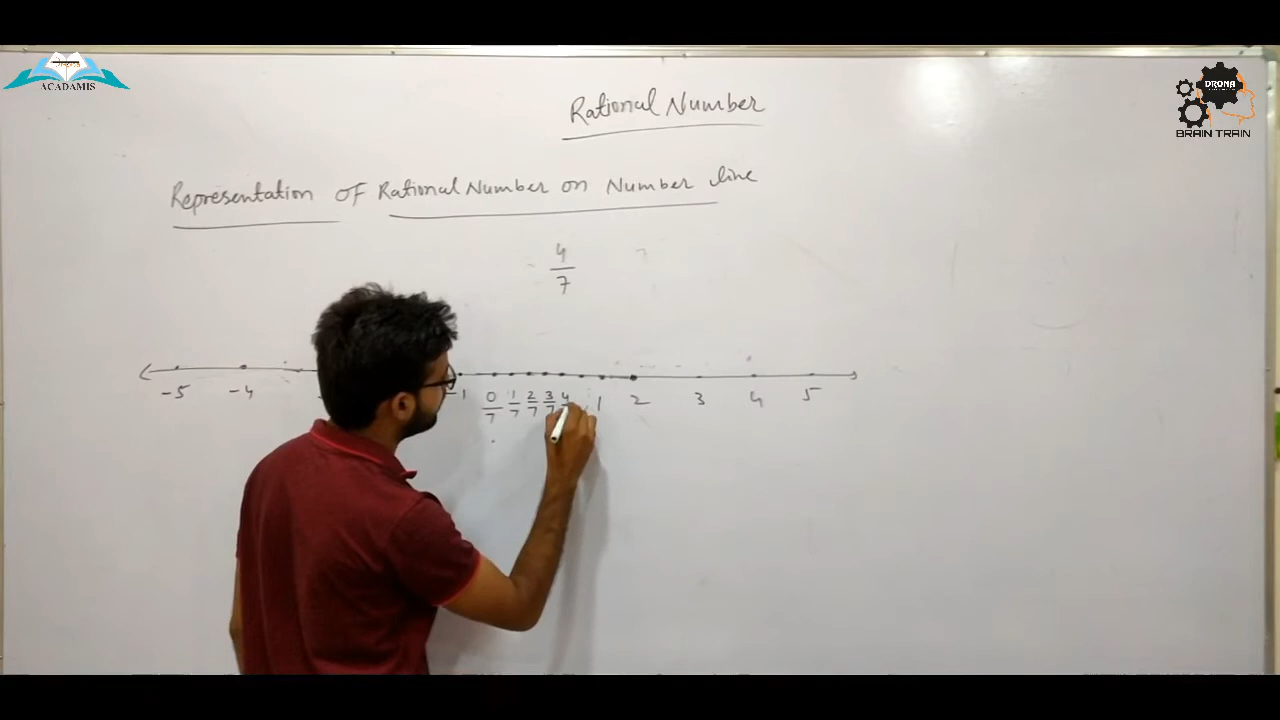 ACADAMIS
DRONA
BRAIN TRAIN
Rational Number
Representation of Rational Number on Number line
4/7
-5 -4 -1 0/7 1/7 2/7 3/7 4 1 2 3 4 5